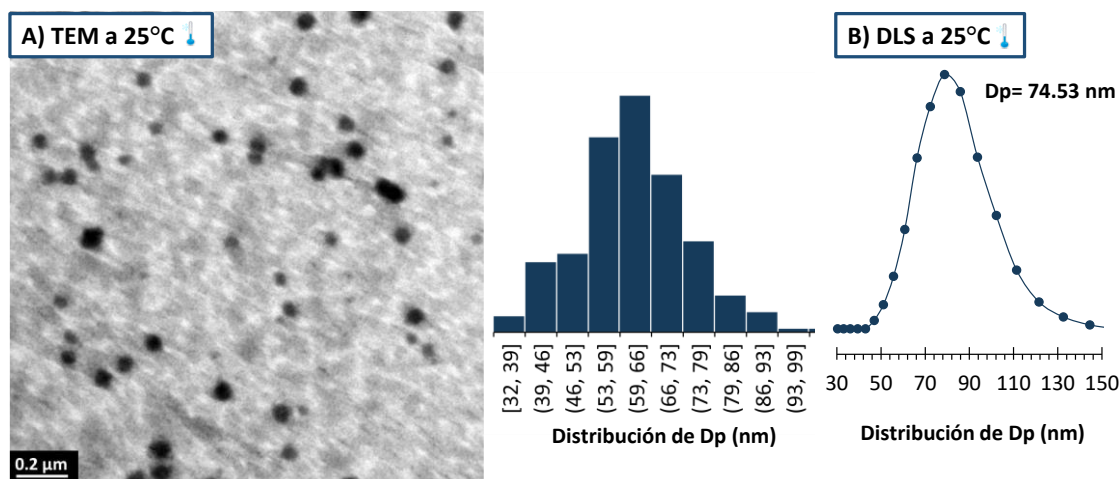 A) TEM a 25°C
0.2 µm
[32, 39]
(39, 46]
(46, 53]
(53, 59]
(59, 66]
(66, 73]
(73, 79]
(79, 86]
(86, 93]
(93, 99]
Distribución de Dp (nm)
B) DLS a 25°C
Dp= 74.53 nm
30 50 70 90 110 130 150
Distribución de Dp (nm)